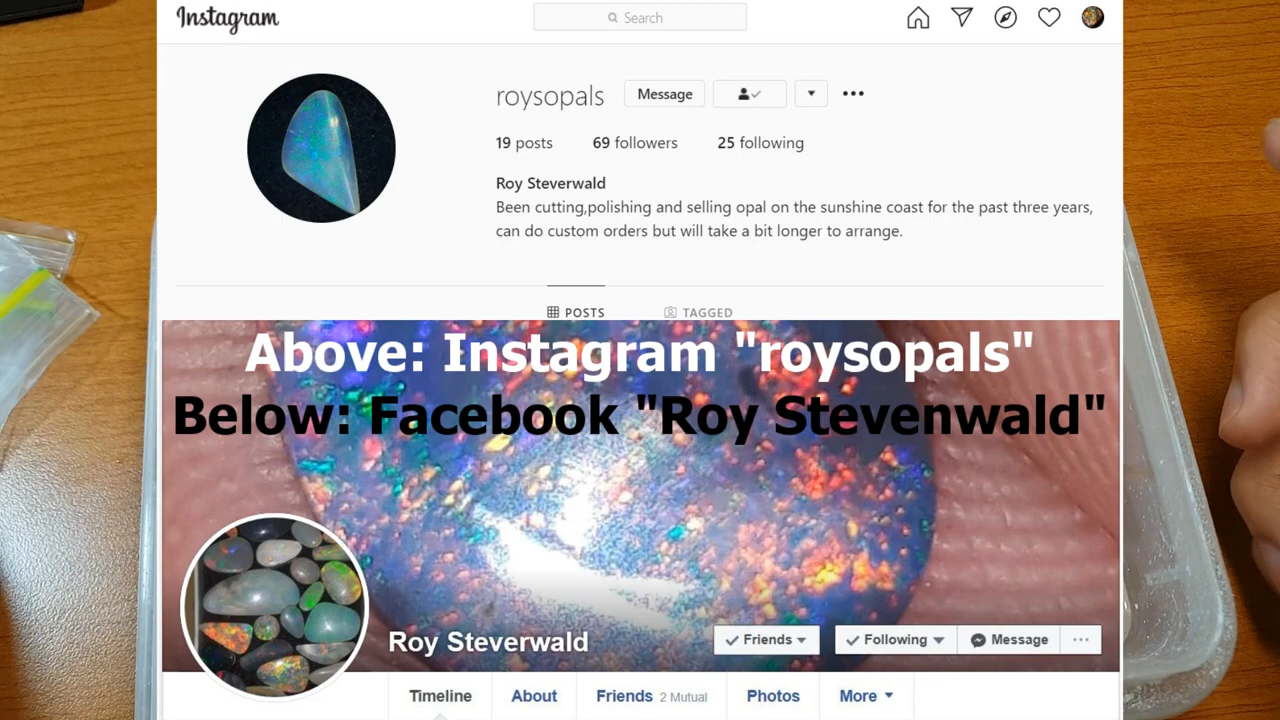 Instagram
Search
roysopals Message
19 posts 69 followers 25 following
Roy Steverwald
Been cutting,polishing and selling opal on the sunshine coast for the past three years,
can do custom orders but will take a bit longer to arrange.
POSTS TAGGED
Above: Instagram "roysopals"
Below: Facebook "Roy Stevenwald"
Roy Steverwald Friends Following Message
Timeline About Friends 2 Mutual Photos More